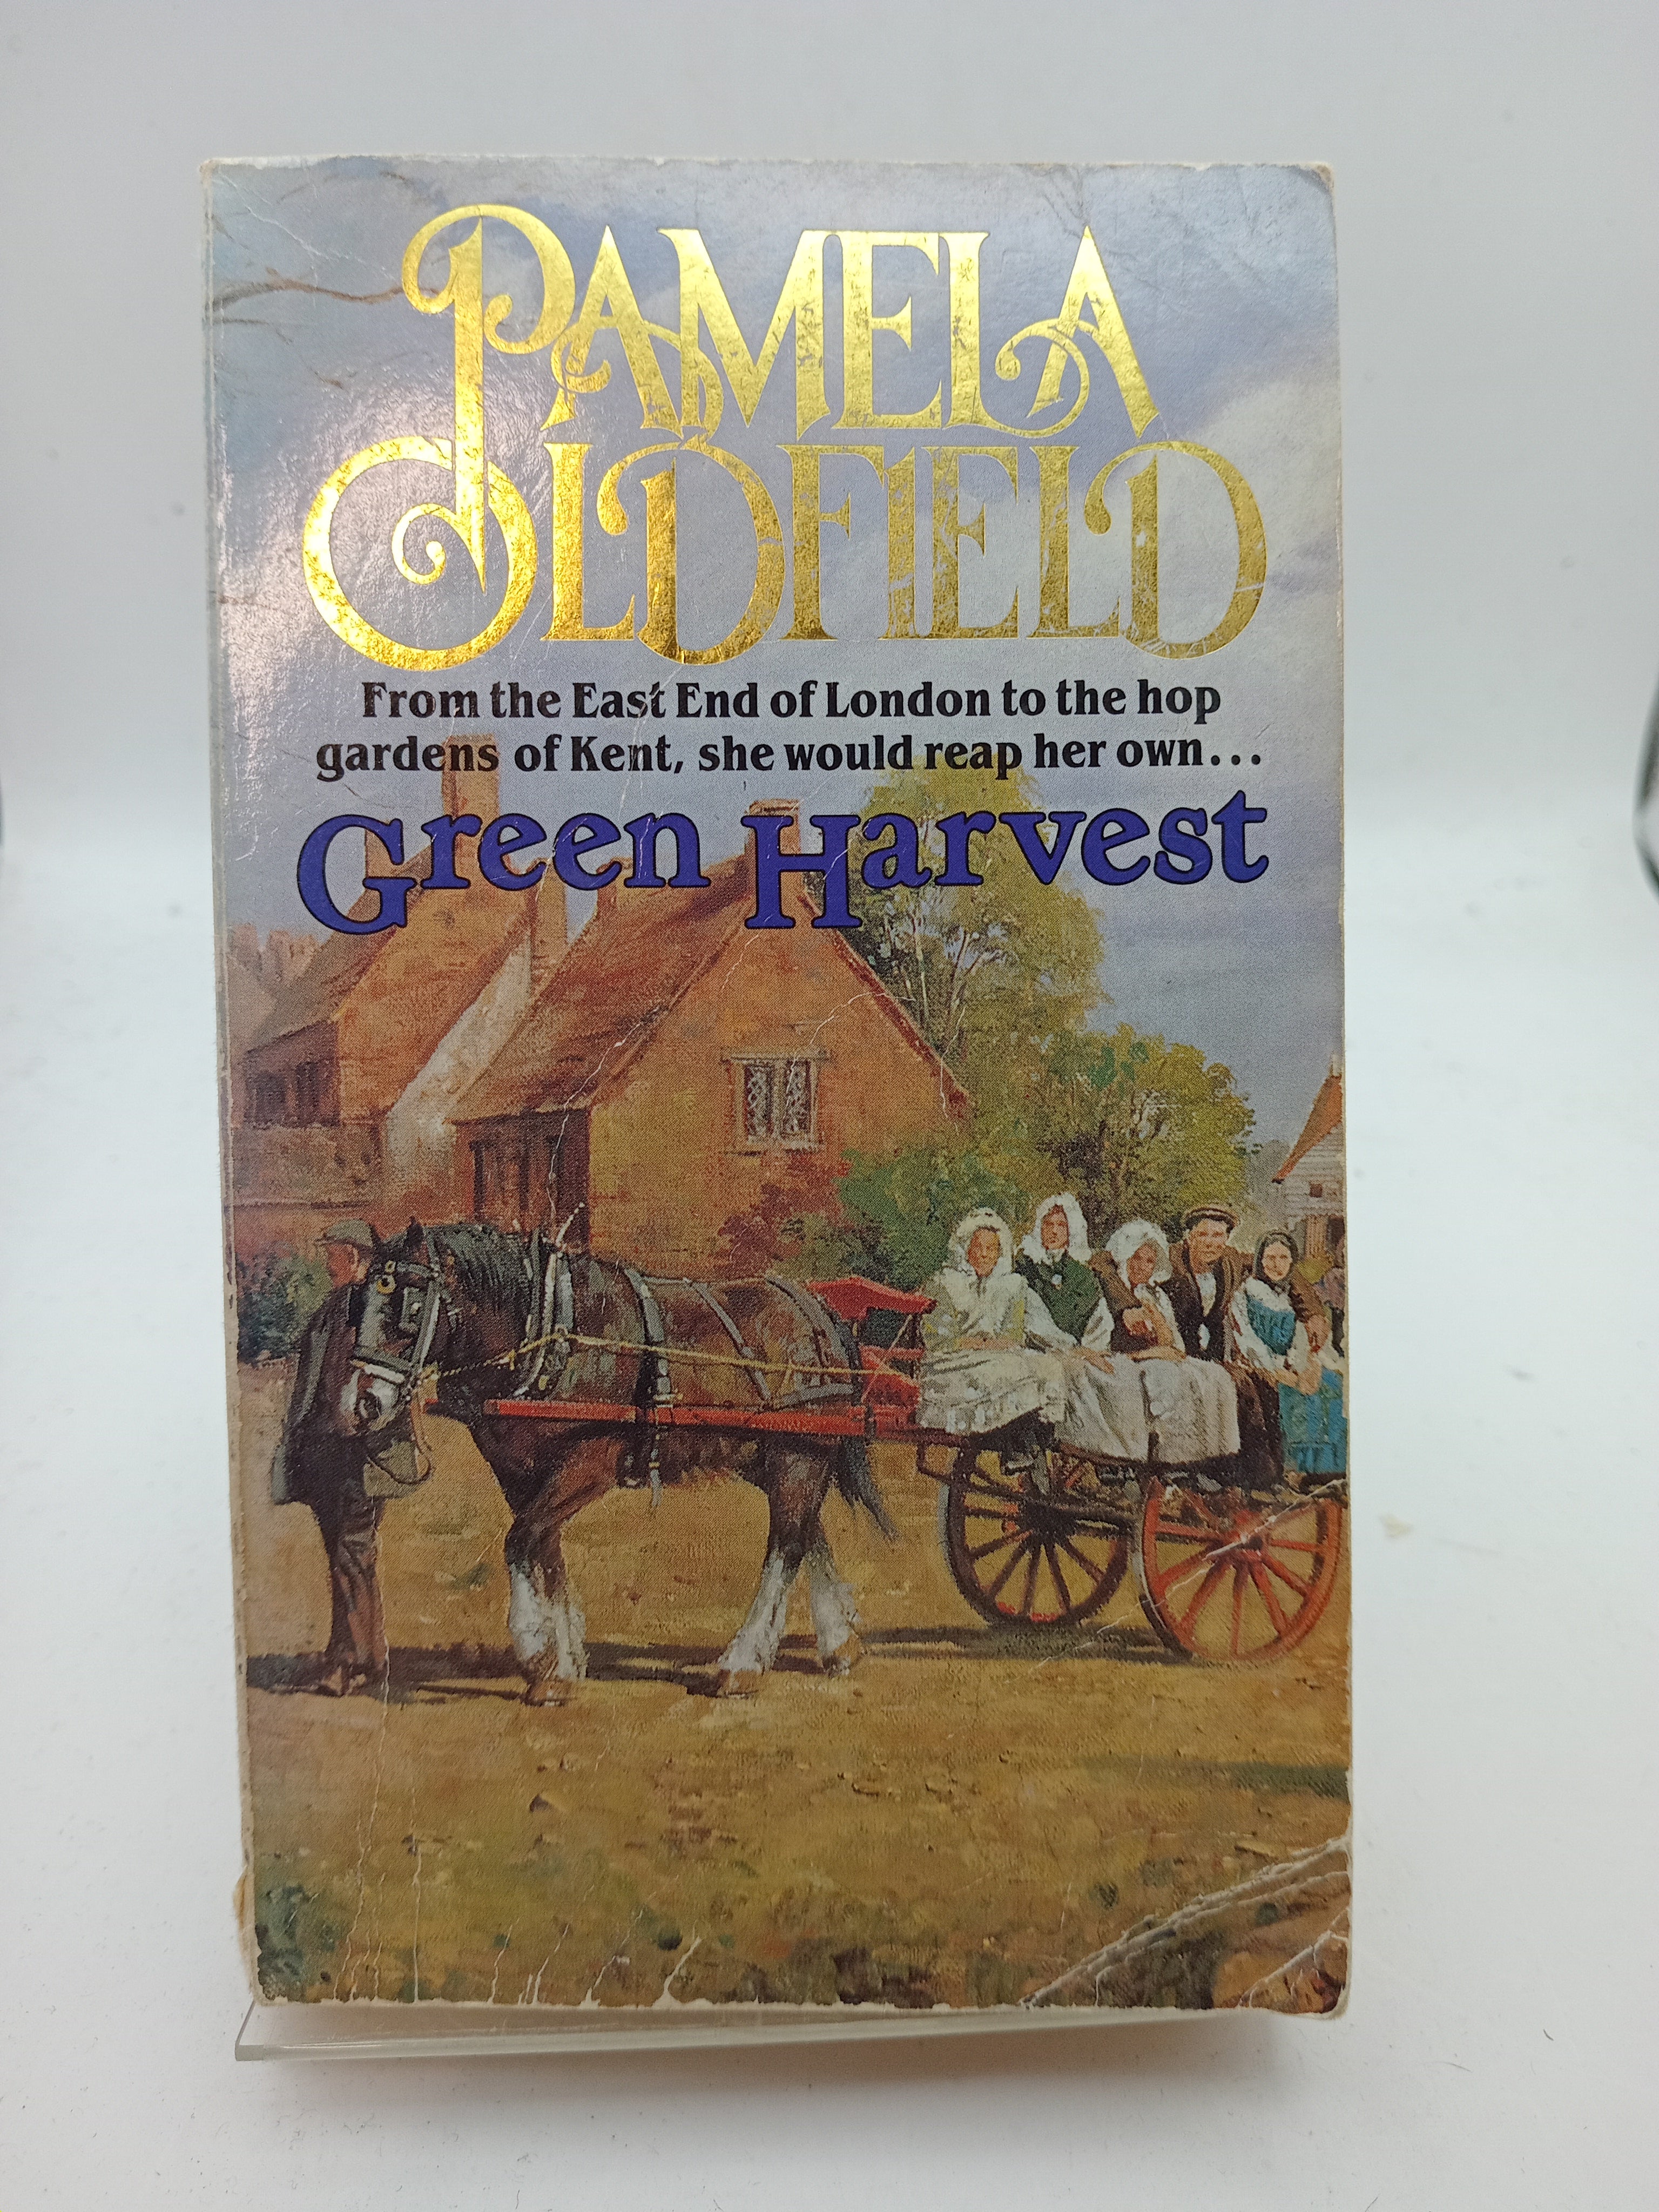 PAMELA
OLDFIELD
From the East End of London to the hop
gardens of Kent, she would reap her own...
Green Harvest